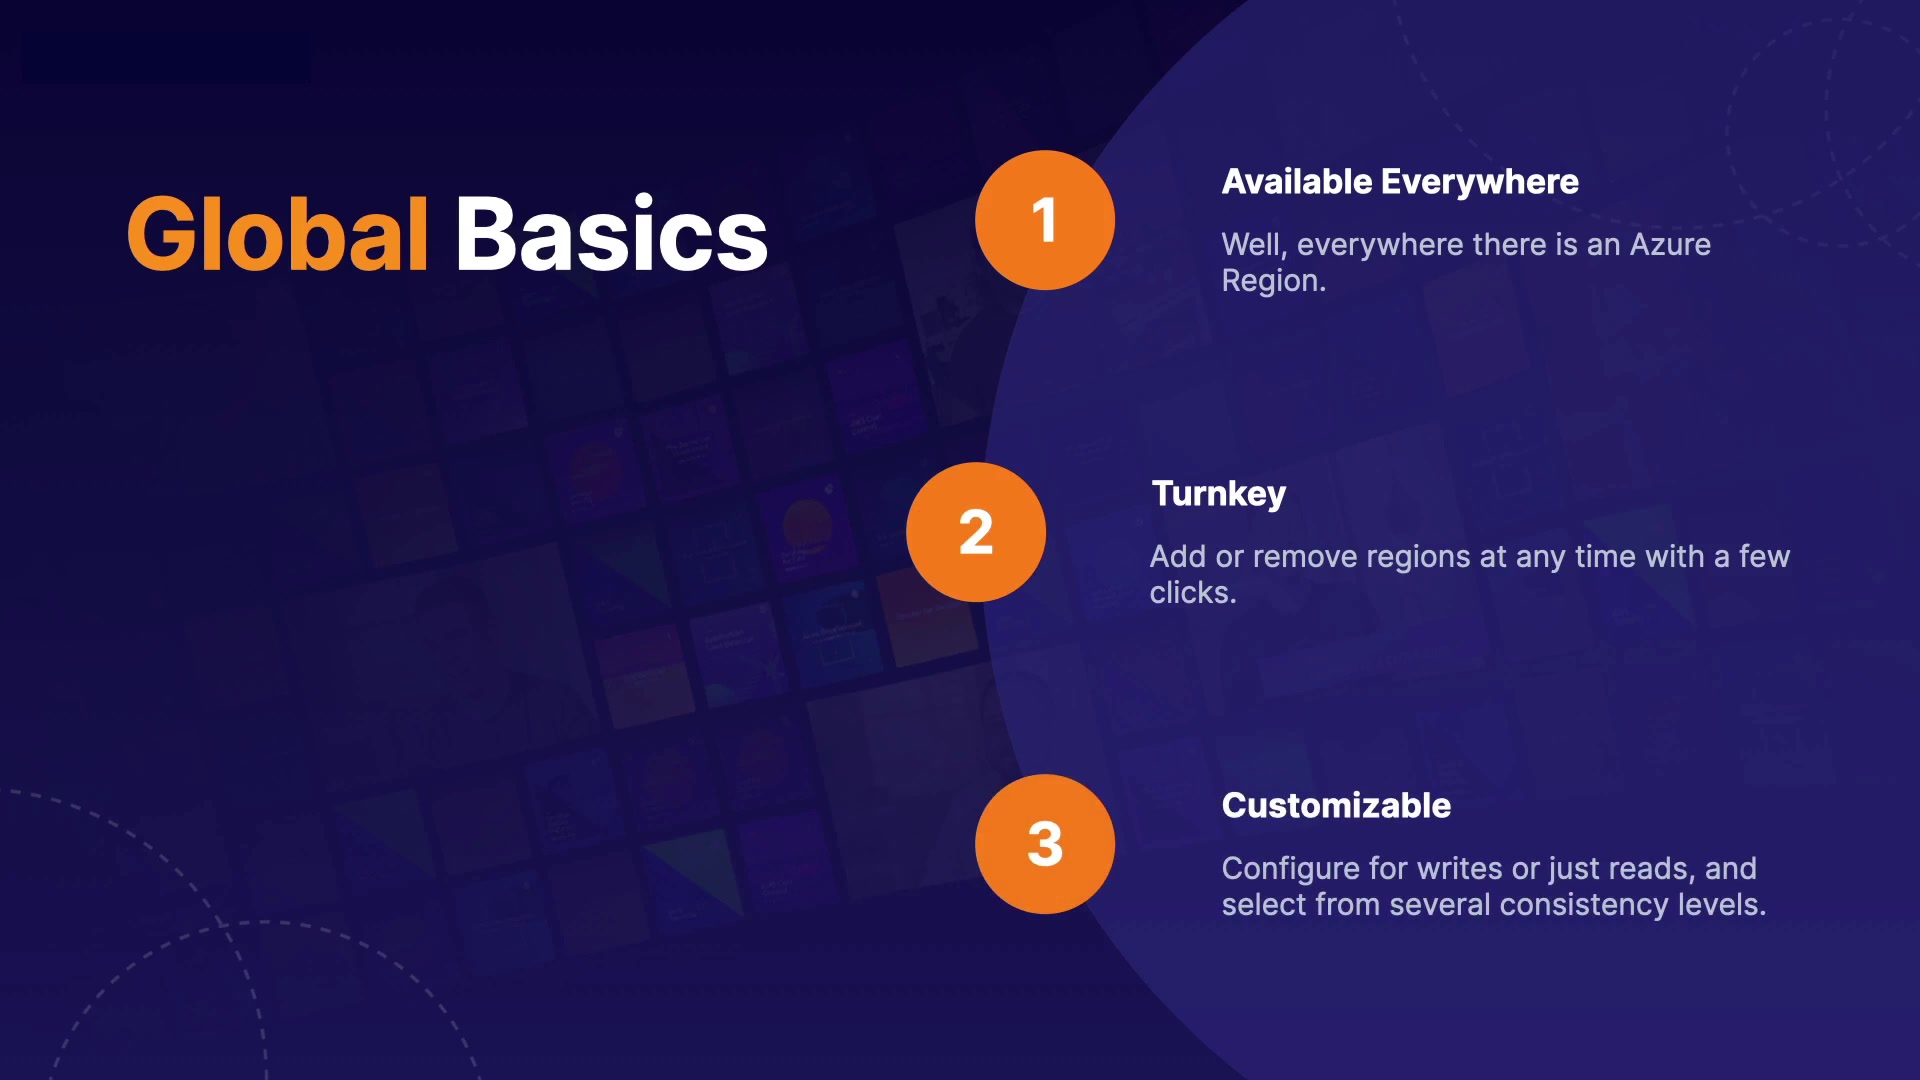 Global Basics
1
Available Everywhere
Well, everywhere there is an Azure
Region.
2
Turnkey
Add or remove regions at any time with a few
clicks.
3
Customizable
Configure for writes or just reads, and
select from several consistency levels.